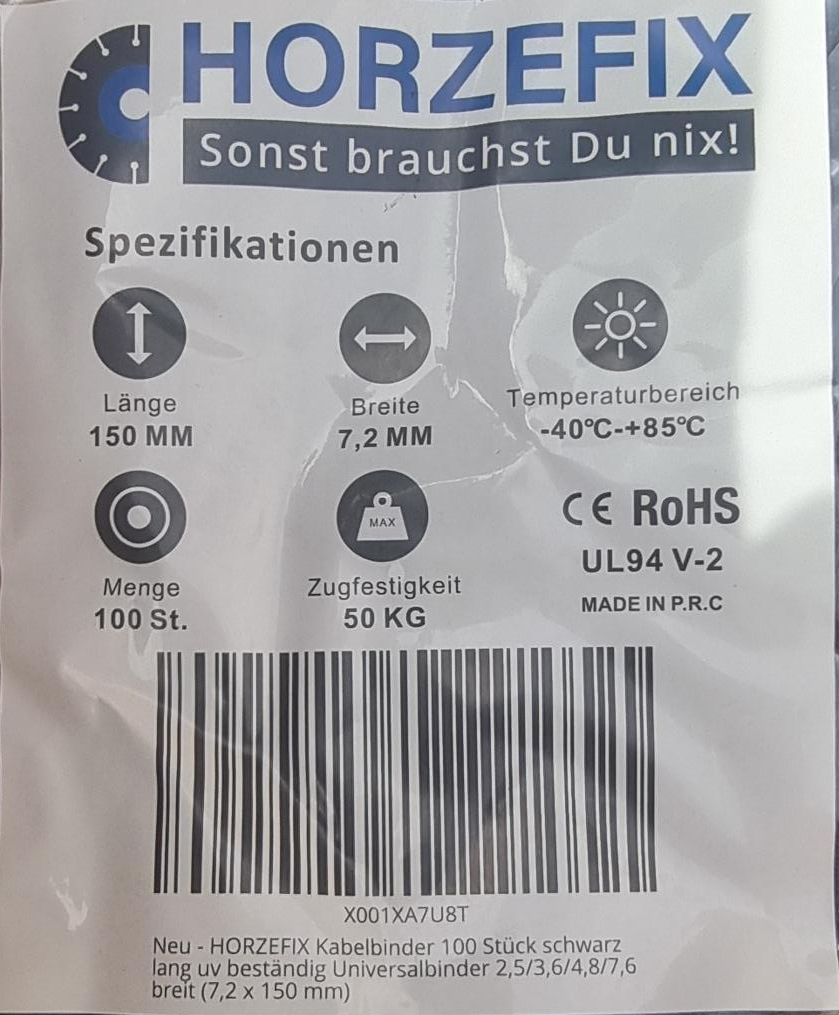 HORZEFIX
Sonst brauchst Du nix!
Spezifikationen
Länge
150 MM
Breite
7,2 MM
Temperaturbereich
-40℃-+85℃
Menge
100 St.
MAX
Zugfestigkeit
50 KG
CE RoHS
UL94 V-2
MADE IN P.R.C
X001XA7U8T
Neu - HORZEFIX Kabelbinder 100 Stück schwarz
lang uv beständig Universalbinder 2,5/3,6/4,8/7,6
breit (7,2 x 150 mm)